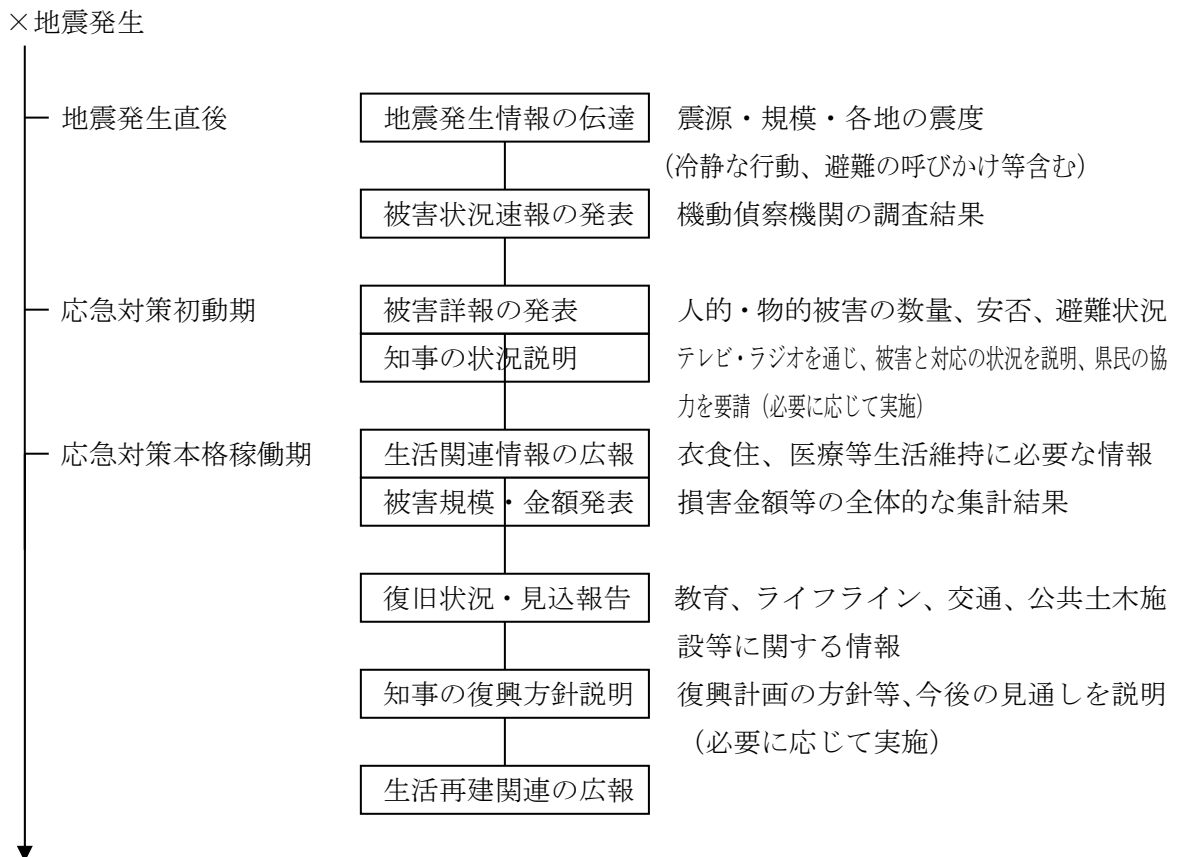 ×地震発生
地震発生直後 地震発生情報の伝達 震源・規模・各地の震度
(冷静な行動、避難の呼びかけ等含む)
被害状況速報の発表 機動偵察機関の調査結果
応急対策初動期 被害詳報の発表 人的・物的被害の数量、安否、避難状況
知事の状況説明 テレビ・ラジオを通じ、被害と対応の状況を説明、県民の協
力を要請（必要に応じて実施）
応急対策本格稼働期 生活関連情報の広報 衣食住、医療等生活維持に必要な情報
被害規模・金額発表 損害金額等の全体的な集計結果
復旧状況・見込報告 教育、ライフライン、交通、公共土木施
設等に関する情報
知事の復興方針説明 復興計画の方針等、今後の見通しを説明
（必要に応じて実施）
生活再建関連の広報